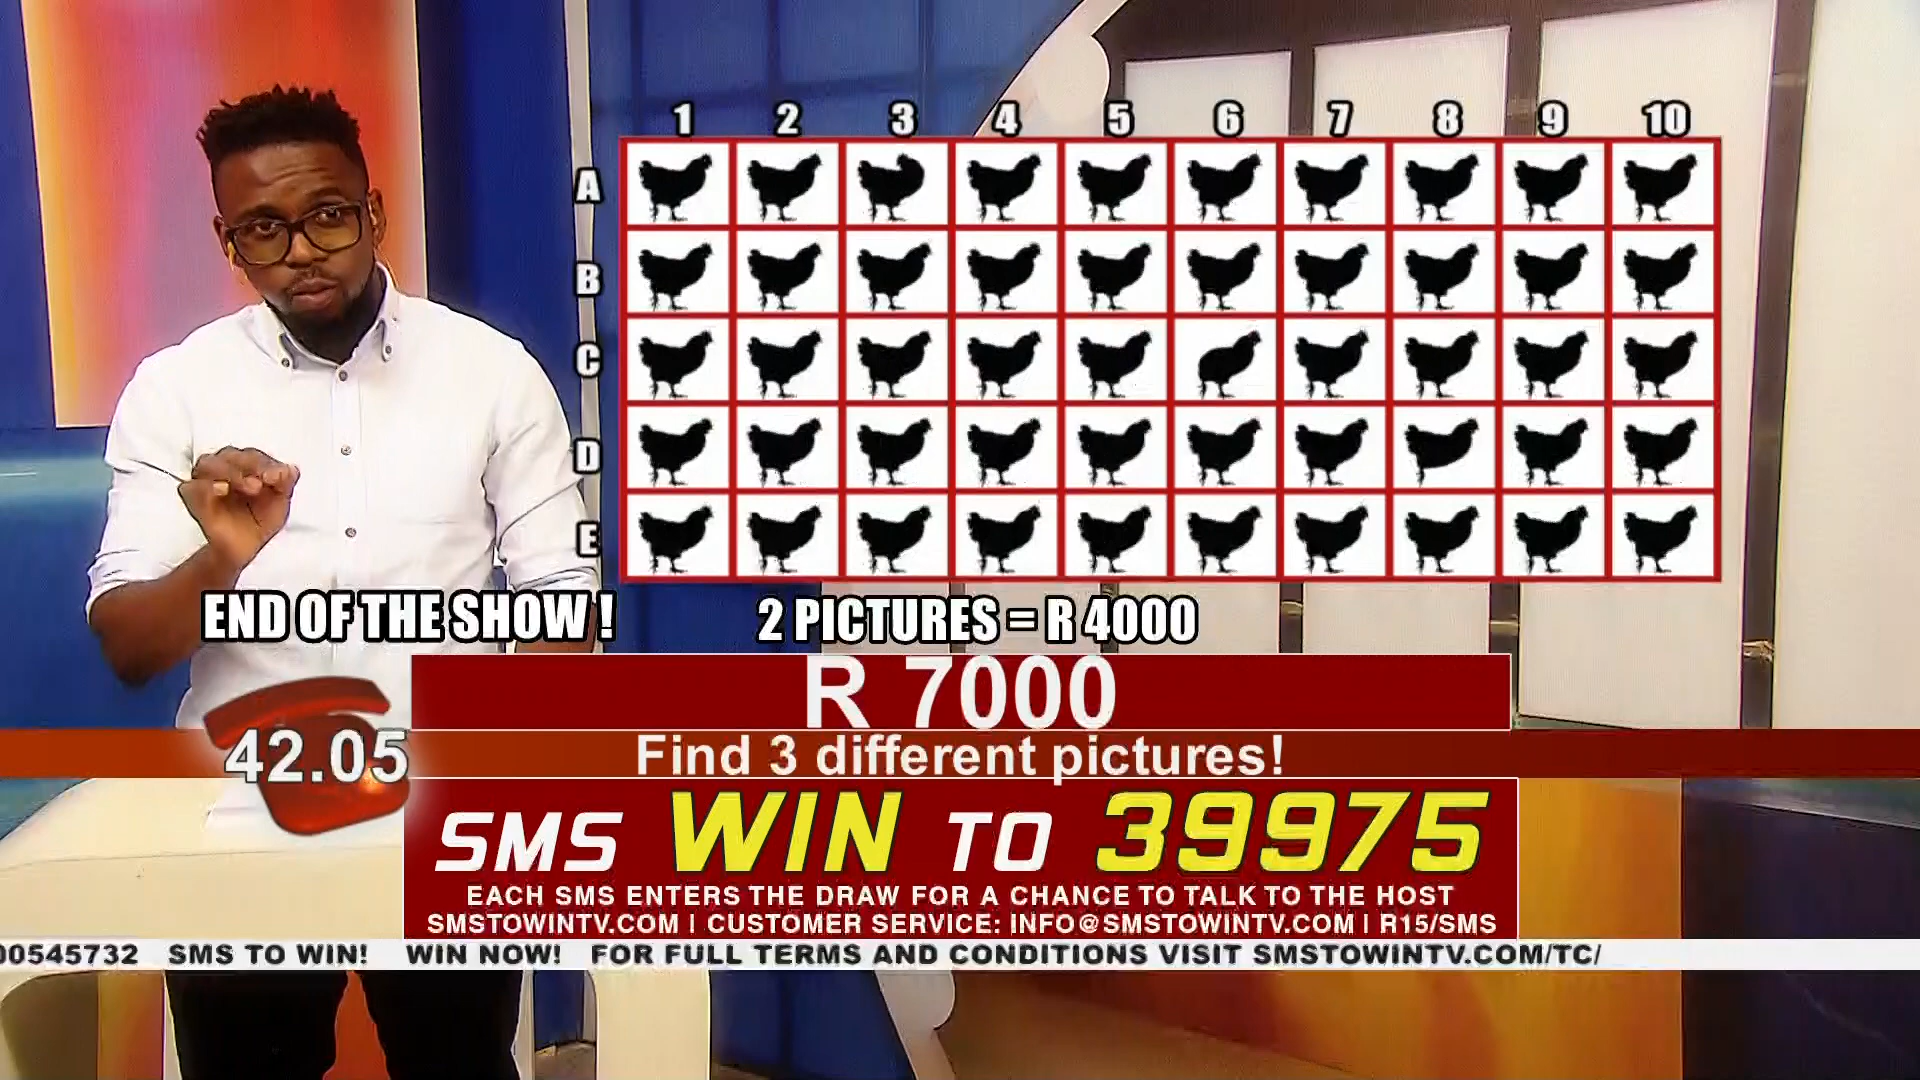 1 2 3 4 5 6 7 8 9 10
A
B
C
D
E
END OF THE SHOW !
2 PICTURES = R 4000
R 7000
42.05
Find 3 different pictures!
SMS WIN TO 39975
EACH SMS ENTERS THE DRAW FOR A CHANCE TO TALK TO THE HOST
SMSTOWINTV.COM | CUSTOMER SERVICE: INFO@SMSTOWINTV.COM | R15/SMS
00545732 SMS TO WIN! WIN NOW! FOR FULL TERMS AND CONDITIONS VISIT SMSTOWINTV.COM/TC/